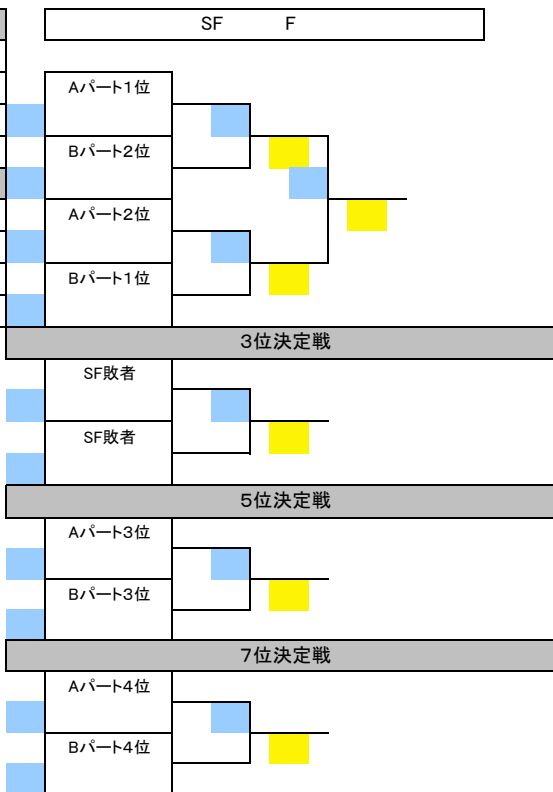 SF F
Aパート1位
Bパート2位
Aパート2位
Bパート1位
3位決定戦
SF敗者
SF敗者
5位決定戦
Aパート3位
Bパート3位
7位決定戦
Aパート4位
Bパート4位